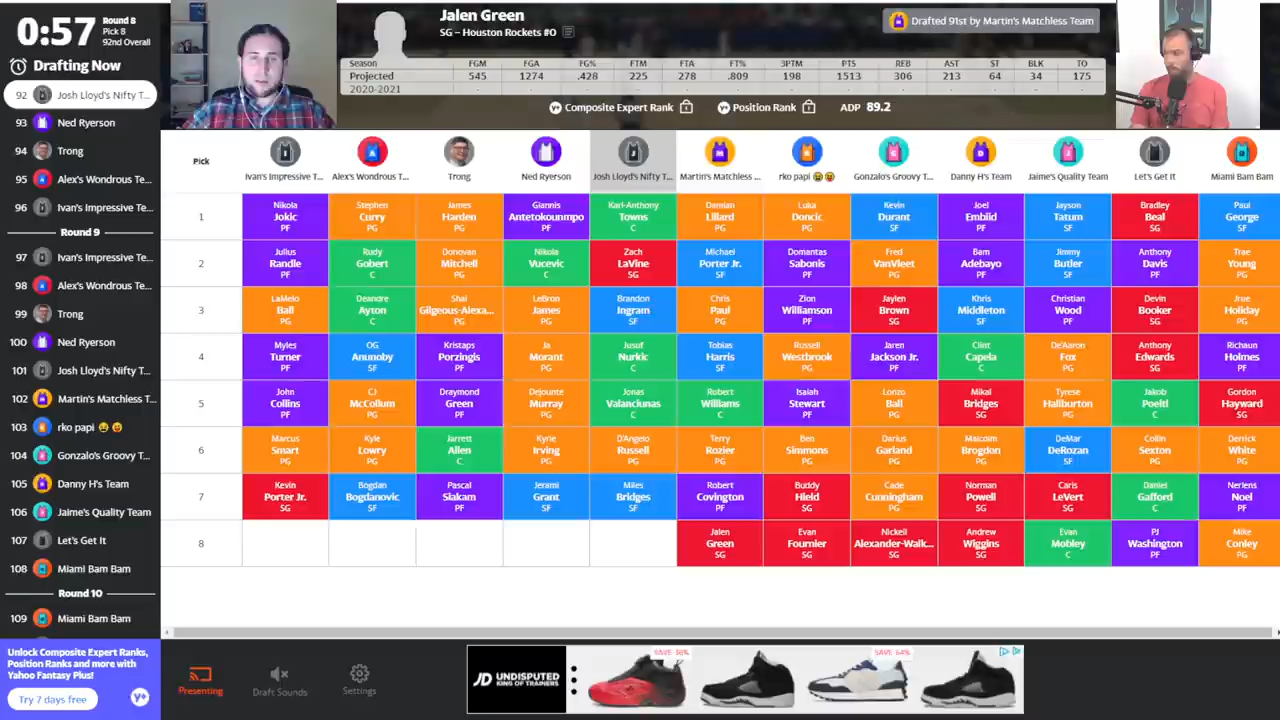 0:57
Round 8
Pick 8
92nd Overall
Drafting Now
92 Josh Lloyd's Nifty T...
93 Ned Ryerson
94 Trong
95 Alex's Wondrous Te...
96 Ivan's Impressive Te...
Round 9
97 Ivan's Impressive Te...
98 Alex's Wondrous Te...
99 Trong
100 Ned Ryerson
101 Josh Lloyd's Nifty T...
102 Martin's Matchless T...
103 rko papi 😂😍
104 Gonzalo's Groovy T...
105 Danny H's Team
106 Jaime's Quality Team
107 Let's Get It
108 Miami Bam Bam
Round 10
109 Miami Bam Bam
Unlock Composite Expert Ranks,
Position Ranks and more with
Yahoo Fantasy Plus!
Try 7 days free
Y+
Jalen Green
SG – Houston Rockets #0
Drafted 91st by Martin's Matchless Team
Season FGM FGA FG% FTM FTA FT% 3PTM PTS REB AST ST BLK TO
Projected 545 1274 .428 225 278 .809 198 1513 306 213 64 34 175
2020-2021 - - - - - - - - - - - - -
Y+ Composite Expert Rank Y+ Position Rank ADP 89.2
Pick Ivan's Impressive T... Alex's Wondrous T... Trong Ned Ryerson Josh Lloyd's Nifty T... Martin's Matchless ... rko papi 😂😍 Gonzalo's Groovy T... Danny H's Team Jaime's Quality Team Let's Get It Miami Bam Bam
1
Nikola Stephen James Giannis Karl-Anthony Damian Luka Kevin Joel Jayson Bradley Paul
Jokic Curry Harden Antetokounmpo Towns Lillard Doncic Durant Embiid Tatum Beal George
PF PG PG PF C PG PG SF PF SF SG SF
2
Julius Rudy Donovan Nikola Zach Michael Domantas Fred Bam Jimmy Anthony Trae
Randle Gobert Mitchell Vucevic LaVine Porter Jr. Sabonis VanVleet Adebayo Butler Davis Young
PF C PG C SG SF PF PG PF SF PF PG
3
LaMelo Deandre Shai LeBron Brandon Chris Zion Jaylen Khris Christian Devin Jrue
Ball Ayton Gilgeous-Alexa... James Ingram Paul Williamson Brown Middleton Wood Booker Holiday
PG C PG PG SF PG PF SG SF PF SG PG
4
Myles OG Kristaps Ja Jusuf Tobias Russell Jaren Clint De'Aaron Anthony Richaun
Turner Anunoby Porzingis Morant Nurkic Harris Westbrook Jackson Jr. Capela Fox Edwards Holmes
PF SF PF PG C SF PG PF C PG SG PF
5
John CJ Draymond Dejounte Jonas Robert Isaiah Lonzo Mikal Tyrese Jakob Gordon
Collins McCollum Green Murray Valanciunas Williams Stewart Ball Bridges Haliburton Poeltl Hayward
PF PG PF PG C C PF PG SG PG C SG
6
Marcus Kyle Jarrett Kyrie D'Angelo Terry Ben Darius Malcolm DeMar Collin Derrick
Smart Lowry Allen Irving Russell Rozier Simmons Garland Brogdon DeRozan Sexton White
PG PG C PG PG PG PG PG PG SF PG PG
7
Kevin Bogdan Pascal Jerami Miles Robert Buddy Cade Norman Caris Daniel Nerlens
Porter Jr. Bogdanovic Siakam Grant Bridges Covington Hield Cunningham Powell LeVert Gafford Noel
SG SF PF SF SF PF SG PG SG SG C PF
8
Jalen Evan Nickeil Andrew Evan PJ Mike
Green Fournier Alexander-Walk... Wiggins Mobley Washington Conley
SG SG SG SG C PF PG
Presenting
Draft Sounds
Settings
JD UNDISPUTED
KING OF TRAINERS
SAVE 36%
SAVE 64%